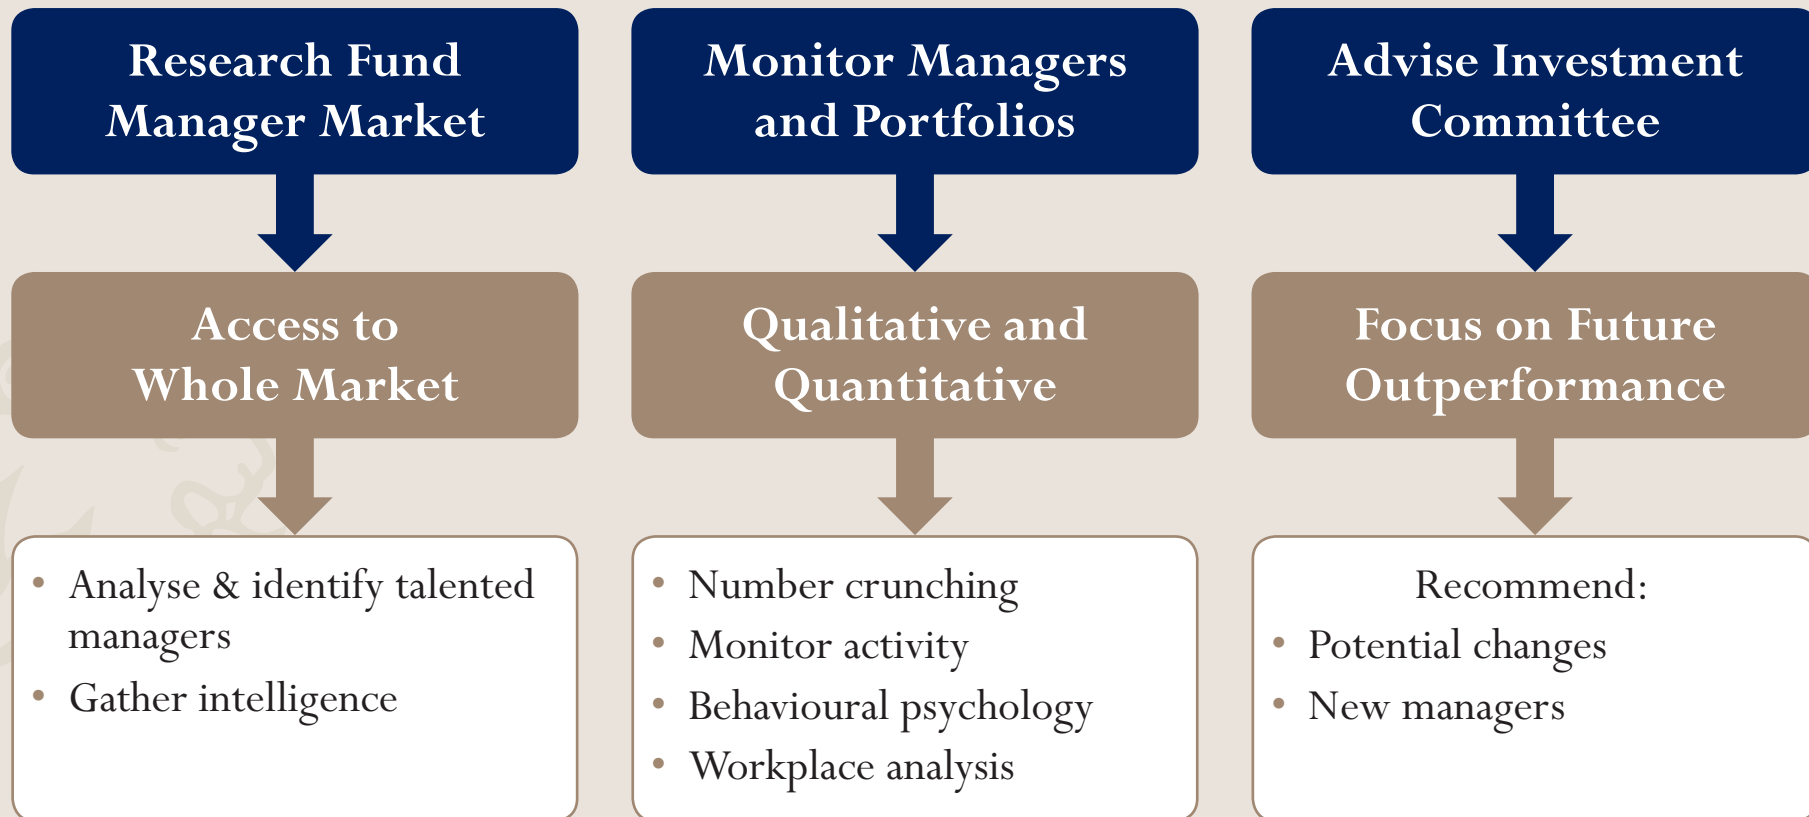 Research Fund
Manager Market
Monitor Managers
and Portfolios
Advise Investment
Committee
Access to
Whole Market
Qualitative and
Quantitative
Focus on Future
Outperformance
• Analyse & identify talented
managers
• Gather intelligence
• Number crunching
• Monitor activity
• Behavioural psychology
• Workplace analysis
Recommend:
• Potential changes
• New managers